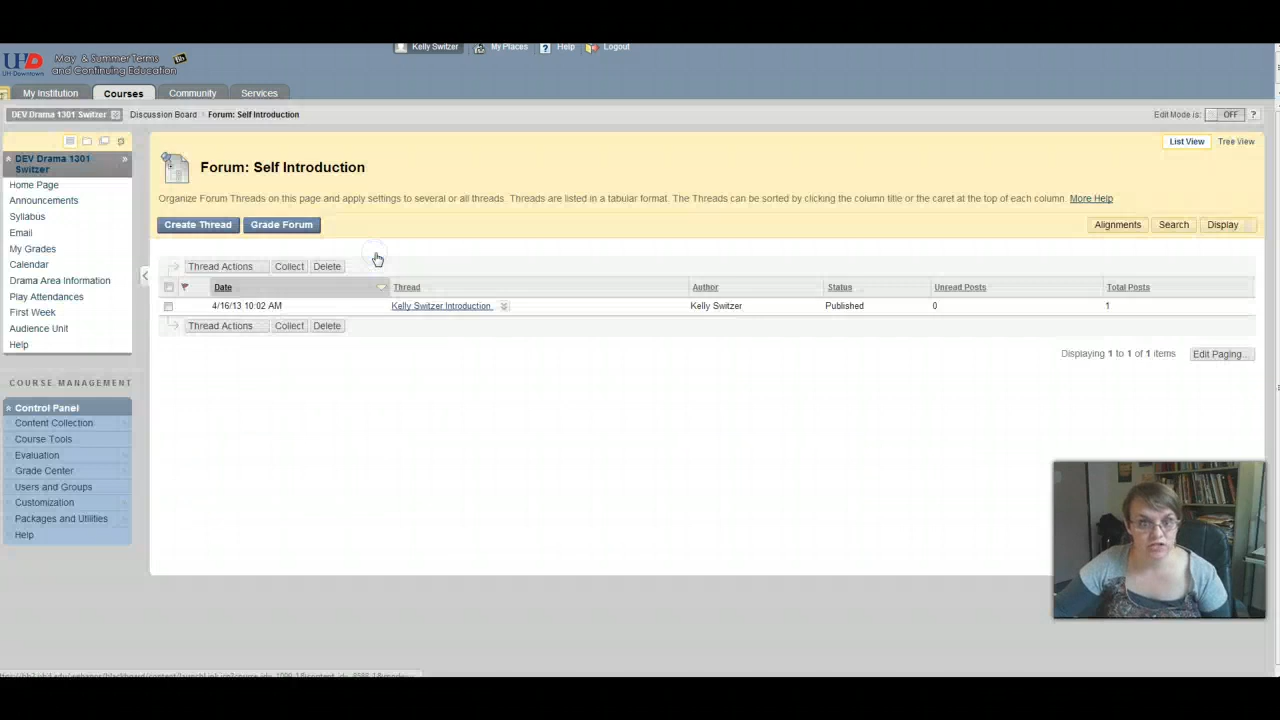 Kelly Switzer My Places Help Logout
UHD
UH-Downtown
May & Summer Terms
and Continuing Education
Bb
My Institution Courses Community Services
DEV Drama 1301 Switzer Discussion Board Forum: Self Introduction Edit Mode is: OFF ?
List View Tree View
DEV Drama 1301
Switzer
Home Page
Announcements
Syllabus
Email
My Grades
Calendar
Drama Area Information
Play Attendances
First Week
Audience Unit
Help
COURSE MANAGEMENT
Control Panel
Content Collection
Course Tools
Evaluation
Grade Center
Users and Groups
Customization
Packages and Utilities
Help
Forum: Self Introduction
Organize Forum Threads on this page and apply settings to several or all threads. Threads are listed in a tabular format. The Threads can be sorted by clicking the column title or the caret at the top of each column. More Help
Create Thread Grade Forum Alignments Search Display
Thread Actions Collect Delete
Date Thread Author Status Unread Posts Total Posts
4/16/13 10:02 AM Kelly Switzer Introduction Kelly Switzer Published 0 1
Thread Actions Collect Delete
Displaying 1 to 1 of 1 items Edit Paging...